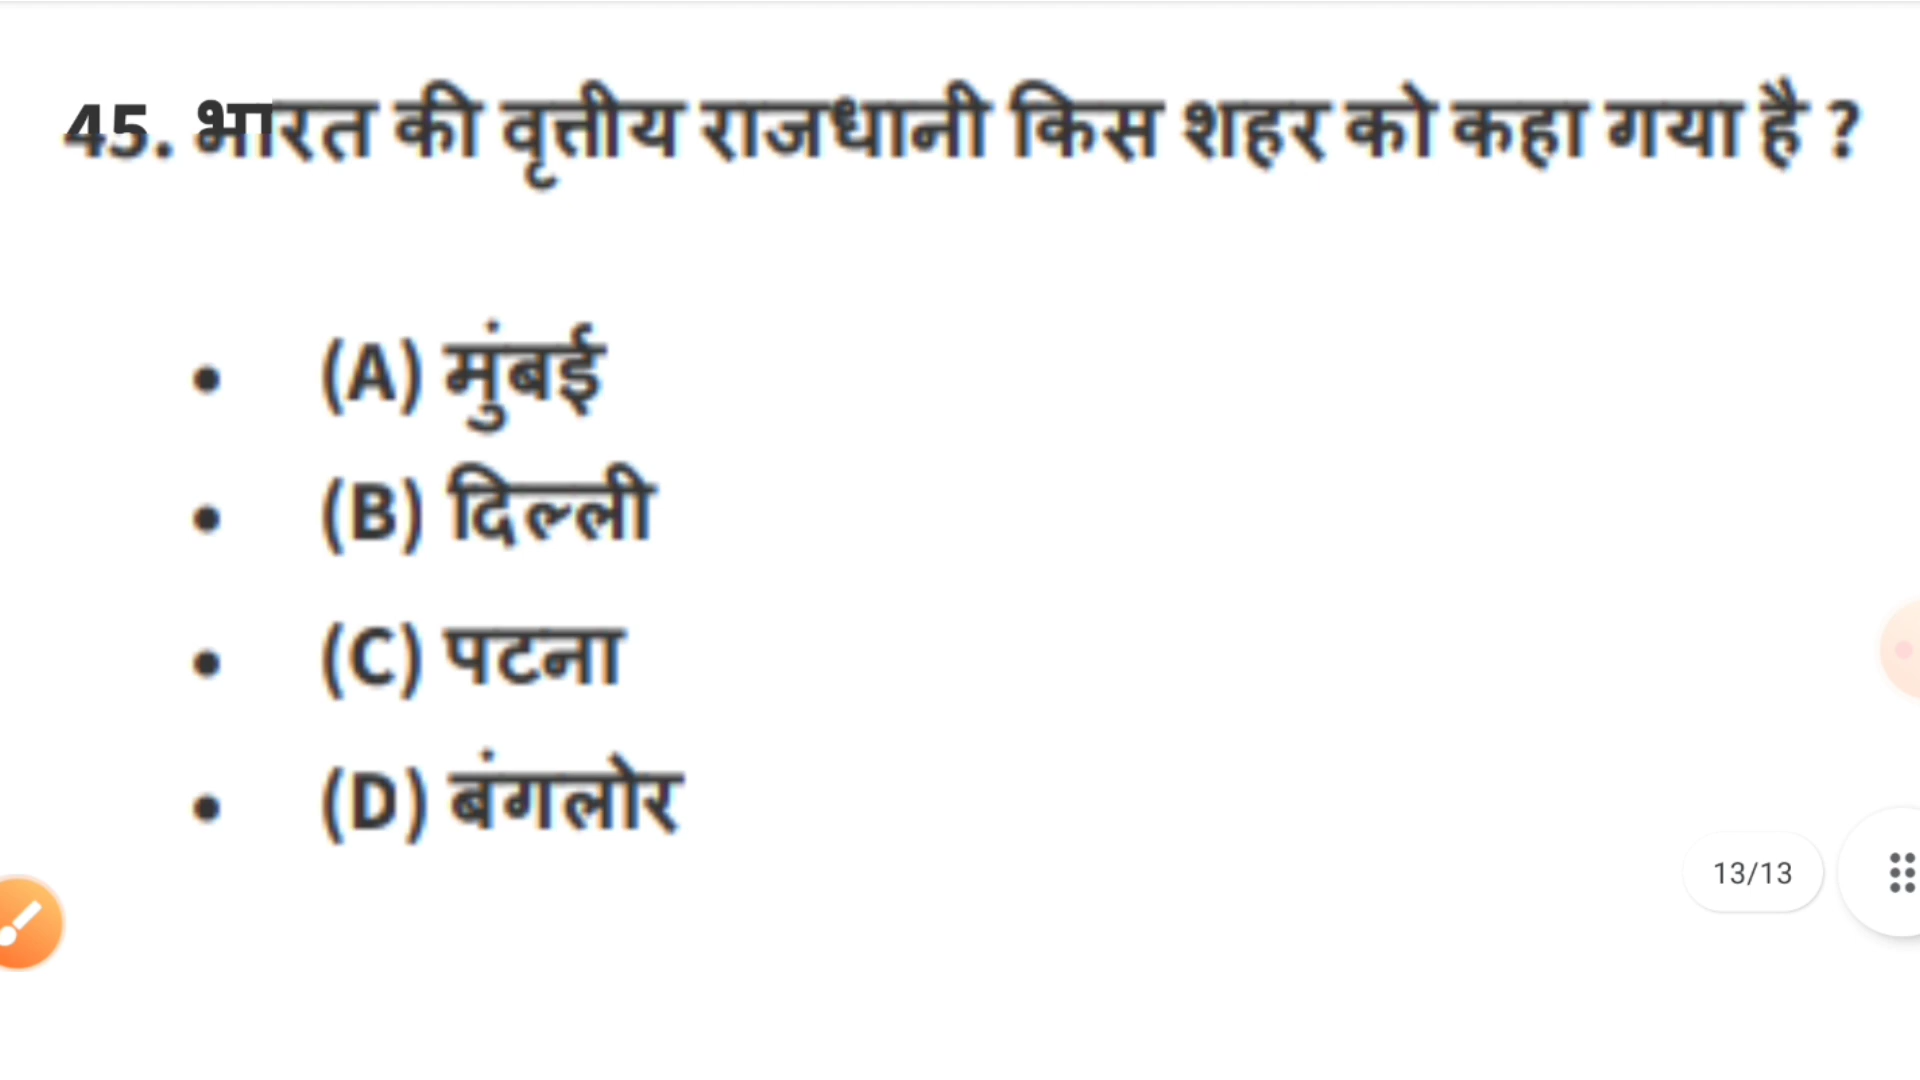 45. भारत की वृत्तीय राजधानी किस शहर को कहा गया है ?
• (A) मुंबई
• (B) दिल्ली
• (C) पटना
• (D) बंगलोर
13/13